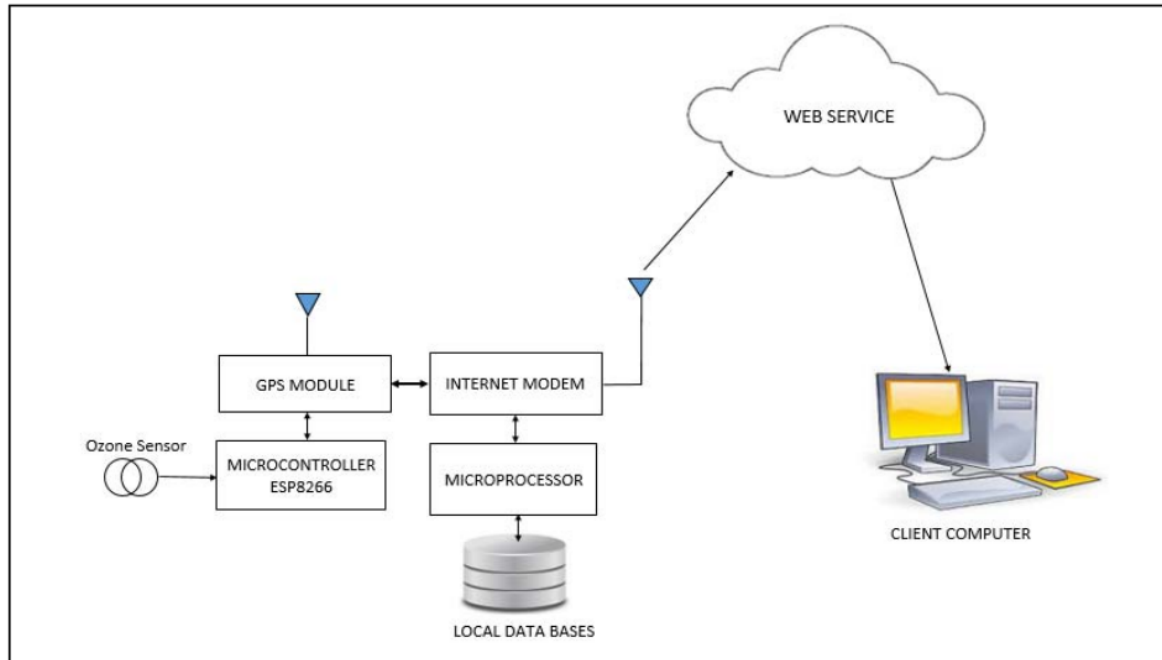 WEB SERVICE
GPS MODULE
INTERNET MODEM
Ozone Sensor
MICROCONTROLLER
ESP8266
MICROPROCESSOR
CLIENT COMPUTER
LOCAL DATA BASES